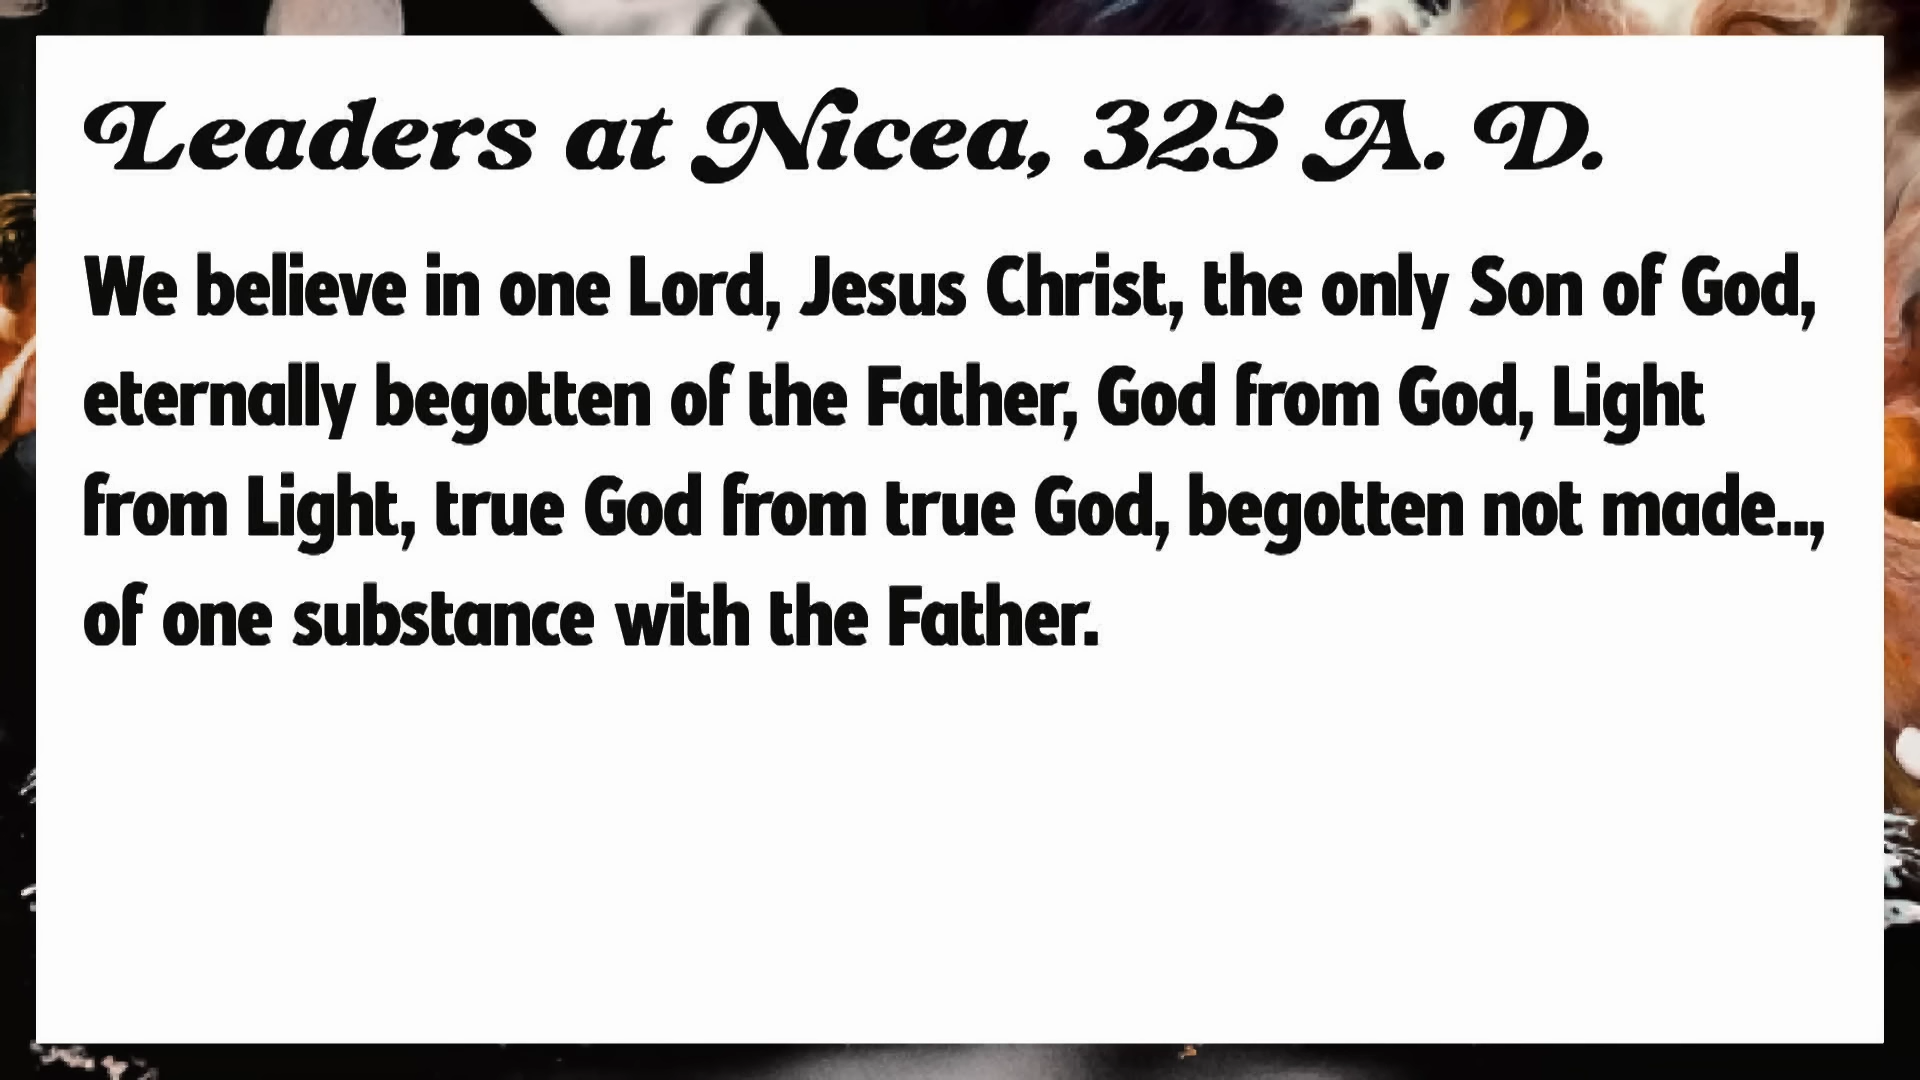 Leaders at Nicea, 325 A. D.
We believe in one Lord, Jesus Christ, the only Son of God,
eternally begotten of the Father, God from God, Light
from Light, true God from true God, begotten not made..,
of one substance with the Father.